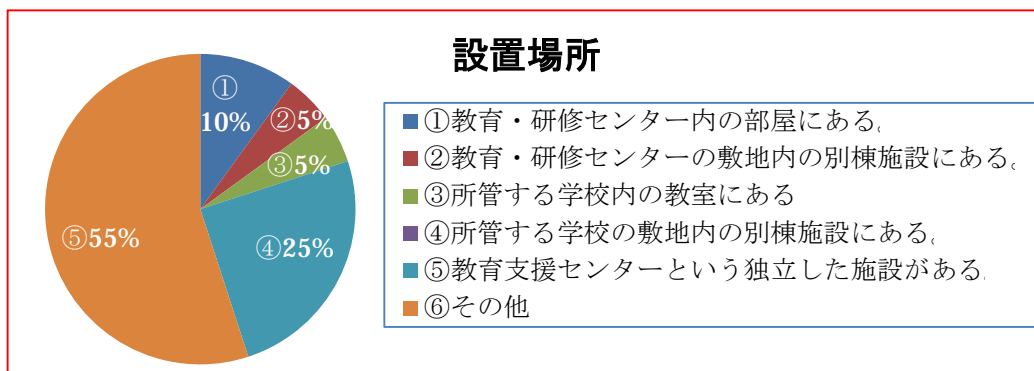 設置場所
①
10%
②5%
③5%
④25%
⑤55%
①教育・研修センター内の部屋にある。
②教育・研修センターの敷地内の別棟施設にある。
③所管する学校内の教室にある
④所管する学校の敷地内の別棟施設にある。
⑤教育支援センターという独立した施設がある.
⑥その他